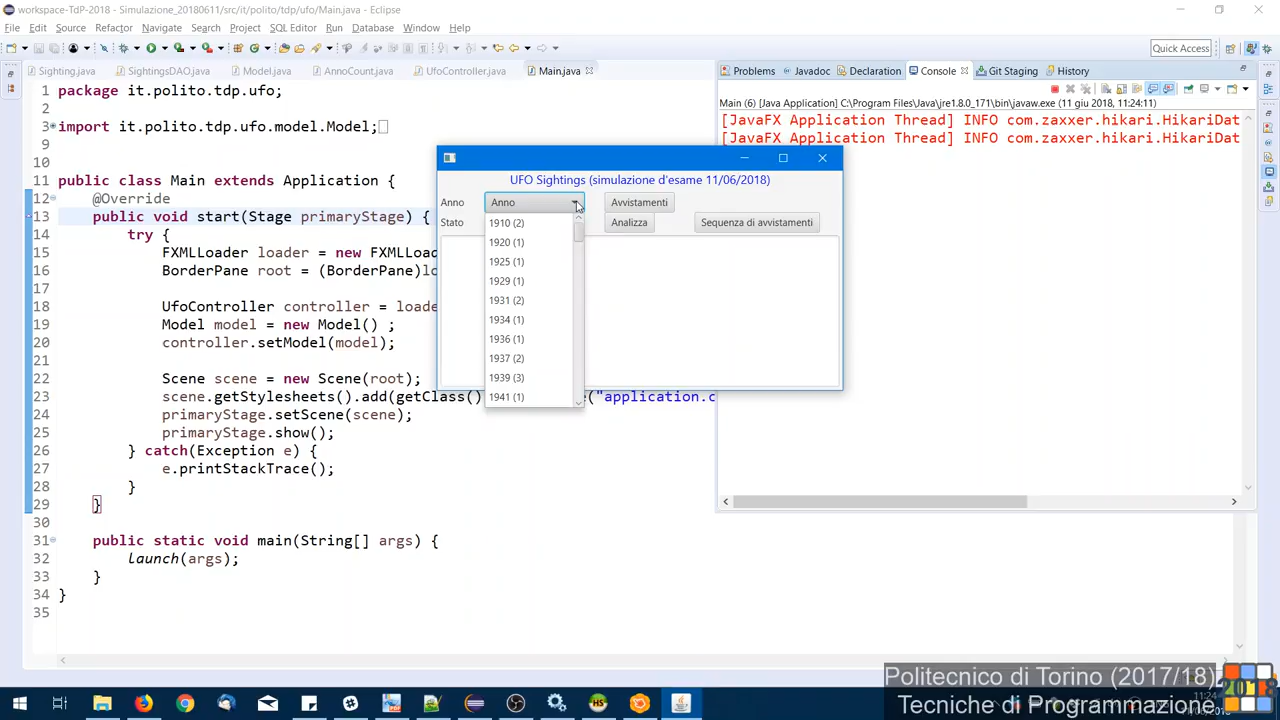 workspace-TdP-2018 - Simulazione_20180611/src/it/polito/tdp/ufo/Main.java - Eclipse
File Edit Source Refactor Navigate Search Project SQL Editor Run Database Window Help
Quick Access
Sighting.java SightingsDAO.java Model.java AnnoCount.java UfoController.java Main.java
1 package it.polito.tdp.ufo;
2
3 import it.polito.tdp.ufo.model.Model;
9
10
11 public class Main extends Application {
12 @Override
13 public void start(Stage primaryStage) {
14 try {
15 FXMLLoader loader = new FXMLLoa
16 BorderPane root = (BorderPane)lo
17
18 UfoController controller = loade
19 Model model = new Model() ;
20 controller.setModel(model);
21
22 Scene scene = new Scene(root);
23 scene.getStylesheets().add(getClass() ("application.c
24 primaryStage.setScene(scene);
25 primaryStage.show();
26 } catch(Exception e) {
27 e.printStackTrace();
28 }
29 }
30
31 public static void main(String[] args) {
32 launch(args);
33 }
34 }
35
Problems Javadoc Declaration Console Git Staging History
Main (6) [Java Application] C:\Program Files\Java\jre1.8.0_171\bin\javaw.exe (11 giu 2018, 11:24:11)
[JavaFX Application Thread] INFO com.zaxxer.hikari.HikariDat
[JavaFX Application Thread] INFO com.zaxxer.hikari.HikariDat
UFO Sightings (simulazione d'esame 11/06/2018)
Anno Anno Avvistamenti
Stato Analizza Sequenza di avvistamenti
1910 (2)
1920 (1)
1925 (1)
1929 (1)
1931 (2)
1934 (1)
1936 (1)
1937 (2)
1939 (3)
1941 (1)
Politecnico di Torino (2017/18)
Tecniche di Programmazione
2018